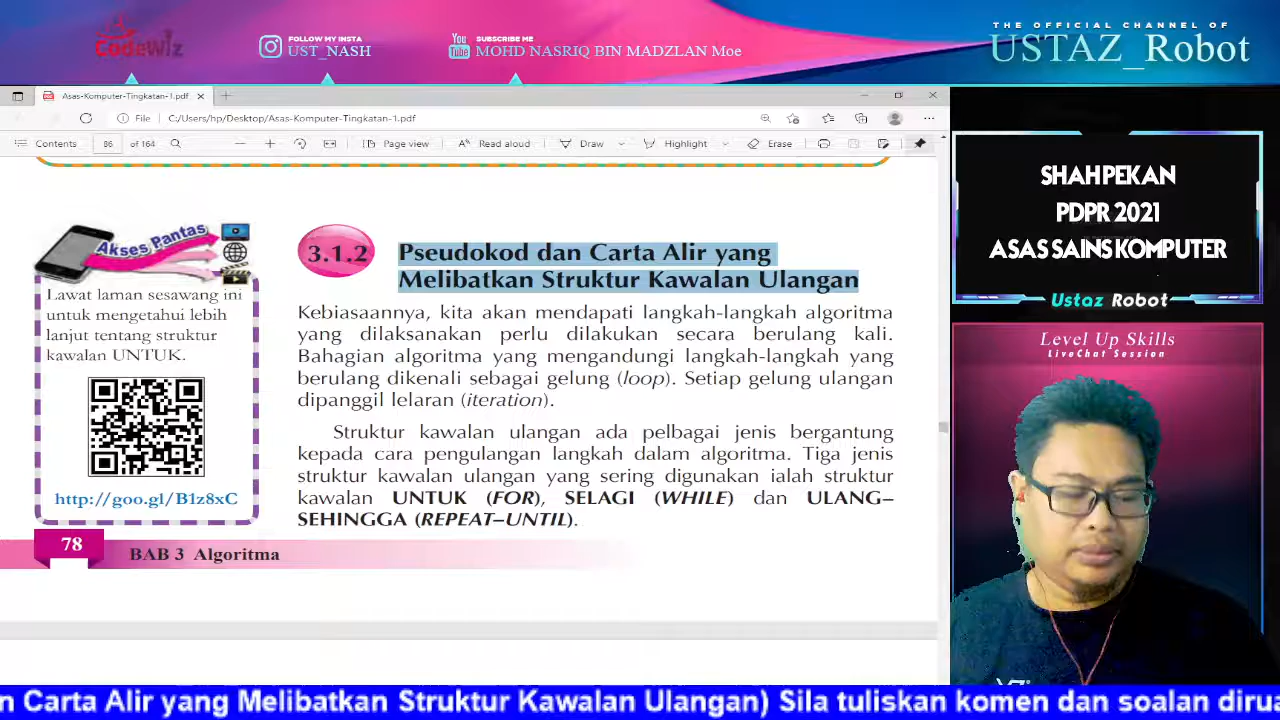 CodeWiz
FOLLOW MY INSTA
UST_NASH
SUBSCRIBE ME
MOHD NASRIQ BIN MADZLAN Moe
THE OFFICIAL CHANNEL OF
USTAZ_Robot
Asas-Komputer-Tingkatan-1.pdf
File C:/Users/hp/Desktop/Asas-Komputer-Tingkatan-1.pdf
Contents 86 of 164 Page view Read aloud Draw Highlight Erase
Akses Pantas
Lawat laman sesawang ini
untuk mengetahui lebih
lanjut tentang struktur
kawalan UNTUK.
http://goo.gl/B1z8xC
3.1.2 Pseudokod dan Carta Alir yang
Melibatkan Struktur Kawalan Ulangan
Kebiasaannya, kita akan mendapati langkah-langkah algoritma
yang dilaksanakan perlu dilakukan secara berulang kali.
Bahagian algoritma yang mengandungi langkah-langkah yang
berulang dikenali sebagai gelung (loop). Setiap gelung ulangan
dipanggil lelaran (iteration).
Struktur kawalan ulangan ada pelbagai jenis bergantung
kepada cara pengulangan langkah dalam algoritma. Tiga jenis
struktur kawalan ulangan yang sering digunakan ialah struktur
kawalan UNTUK (FOR), SELAGI (WHILE) dan ULANG–
SEHINGGA (REPEAT–UNTIL).
78 BAB 3 Algoritma
SHAH PEKAN
PDPR 2021
ASAS SAINS KOMPUTER
Ustaz Robot
Level Up Skills
LiveChat Session
n Carta Alir yang Melibatkan Struktur Kawalan Ulangan) Sila tuliskan komen dan soalan dirua